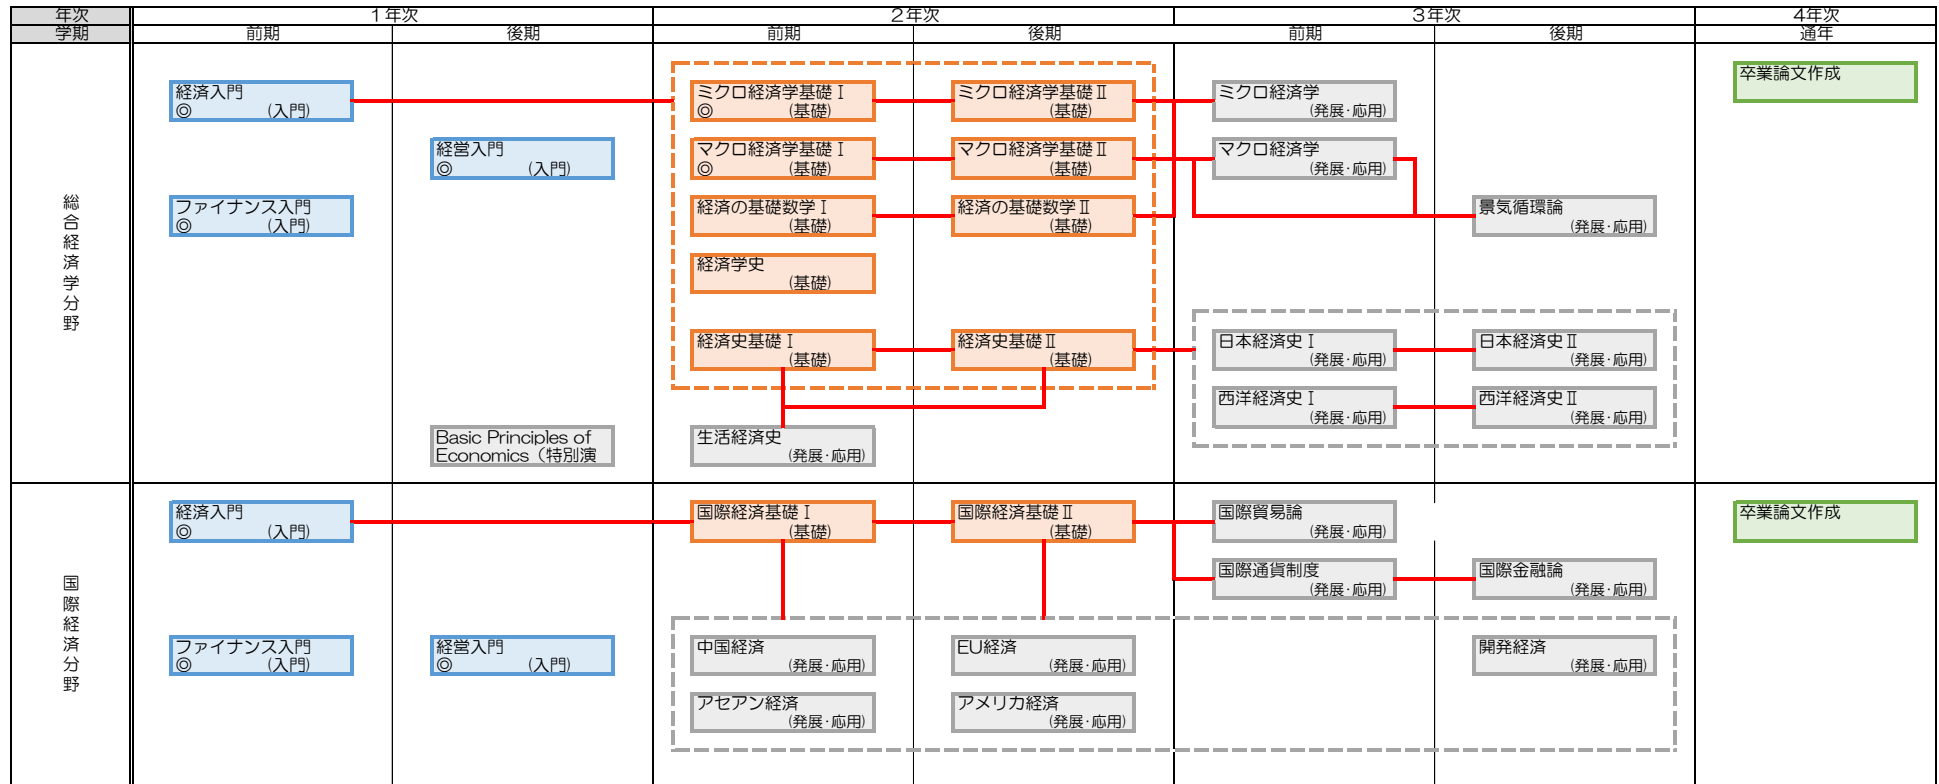 年次
1年次
2年次
3年次
4年次
学期
前期
後期
前期
後期
前期
後期
通年
総合経済学分野
経済入門
◎ (入門)
ミクロ経済学基礎Ⅰ
◎ (基礎)
ミクロ経済学基礎Ⅱ
(基礎)
ミクロ経済学
(発展・応用)
卒業論文作成
経営入門
◎ (入門)
マクロ経済学基礎Ⅰ
◎ (基礎)
マクロ経済学基礎Ⅱ
(基礎)
マクロ経済学
(発展・応用)
ファイナンス入門
◎ (入門)
経済の基礎数学Ⅰ
(基礎)
経済の基礎数学Ⅱ
(基礎)
景気循環論
(発展・応用)
経済学史
(基礎)
経済史基礎Ⅰ
(基礎)
経済史基礎Ⅱ
(基礎)
日本経済史Ⅰ
(発展・応用)
日本経済史Ⅱ
(発展・応用)
西洋経済史Ⅰ
(発展・応用)
西洋経済史Ⅱ
(発展・応用)
Basic Principles of
Economics（特別演
生活経済史
(発展・応用)
国際経済分野
経済入門
◎ (入門)
国際経済基礎Ⅰ
(基礎)
国際経済基礎Ⅱ
(基礎)
国際貿易論
(発展・応用)
卒業論文作成
国際通貨制度
(発展・応用)
国際金融論
(発展・応用)
ファイナンス入門
◎ (入門)
経営入門
◎ (入門)
中国経済
(発展・応用)
EU経済
(発展・応用)
開発経済
(発展・応用)
アセアン経済
(発展・応用)
アメリカ経済
(発展・応用)